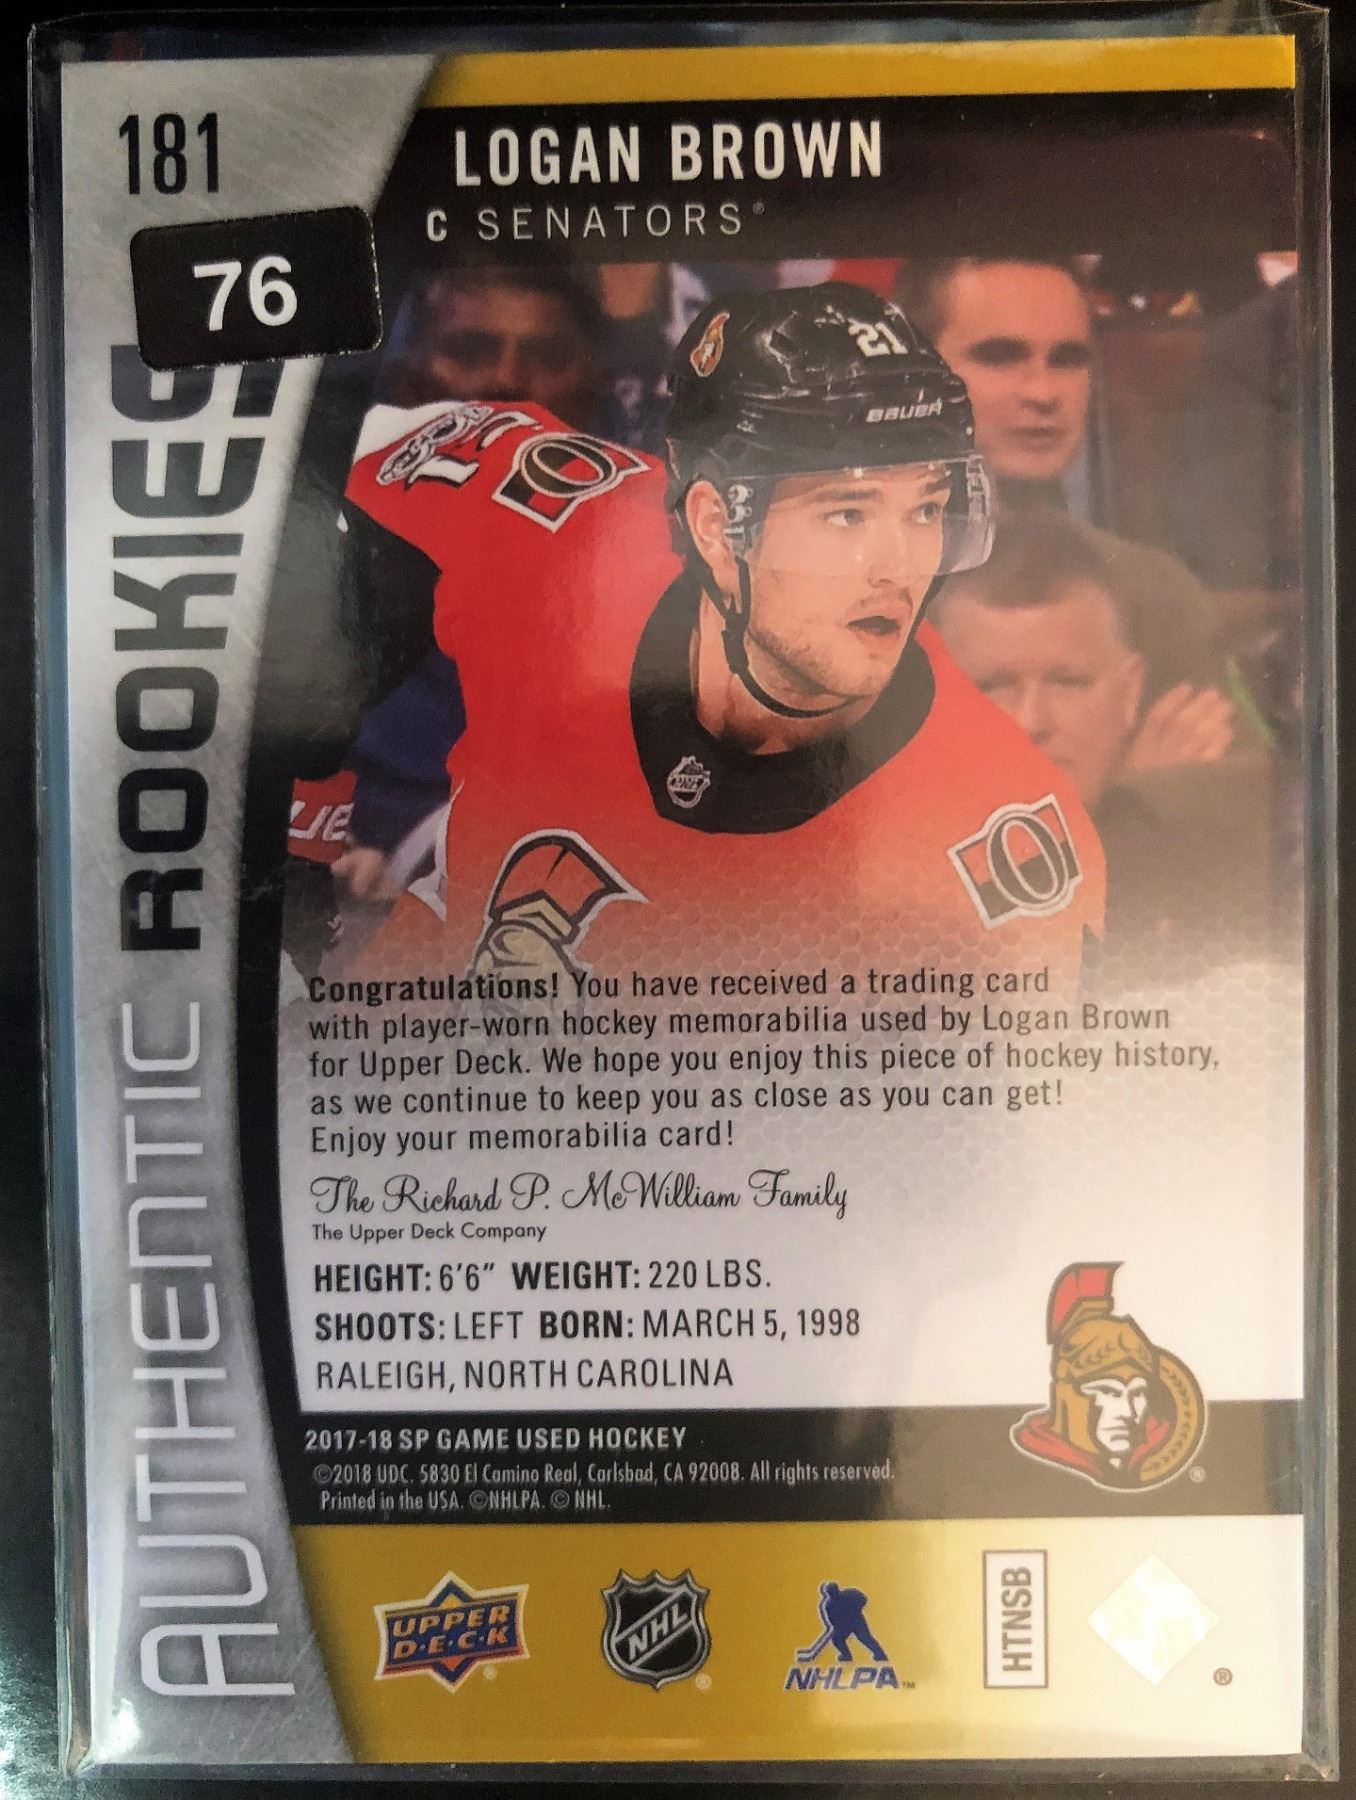 181
LOGAN BROWN
C SENATORS®
76
21
BAUER
AUTHENTIC ROOKIES
Congratulations! You have received a trading card
with player-worn hockey memorabilia used by Logan Brown
for Upper Deck. We hope you enjoy this piece of hockey history,
as we continue to keep you as close as you can get!
Enjoy your memorabilia card!
The Richard P. McWilliam Family
The Upper Deck Company
HEIGHT: 6'6" WEIGHT: 220 LBS.
SHOOTS: LEFT BORN: MARCH 5, 1998
RALEIGH, NORTH CAROLINA
2017-18 SP GAME USED HOCKEY
©2018 UDC. 5830 El Camino Real, Carlsbad, CA 92008. All rights reserved.
Printed in the USA. ©NHLPA. © NHL.
UPPER
D·E·C·K®
NHL®
NHLPA™
HTNSB
®